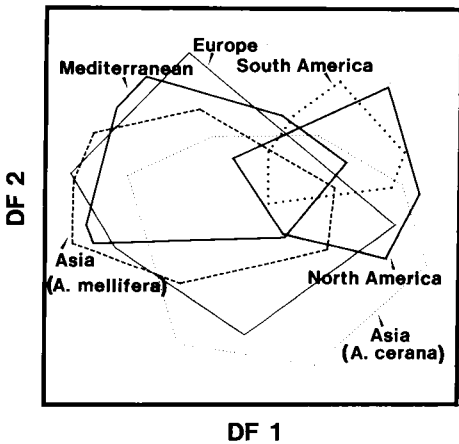 Europe
Mediterranean
South America
DF 2
Asia
(A. mellifera)
North America
Asia
(A. cerana)
DF 1